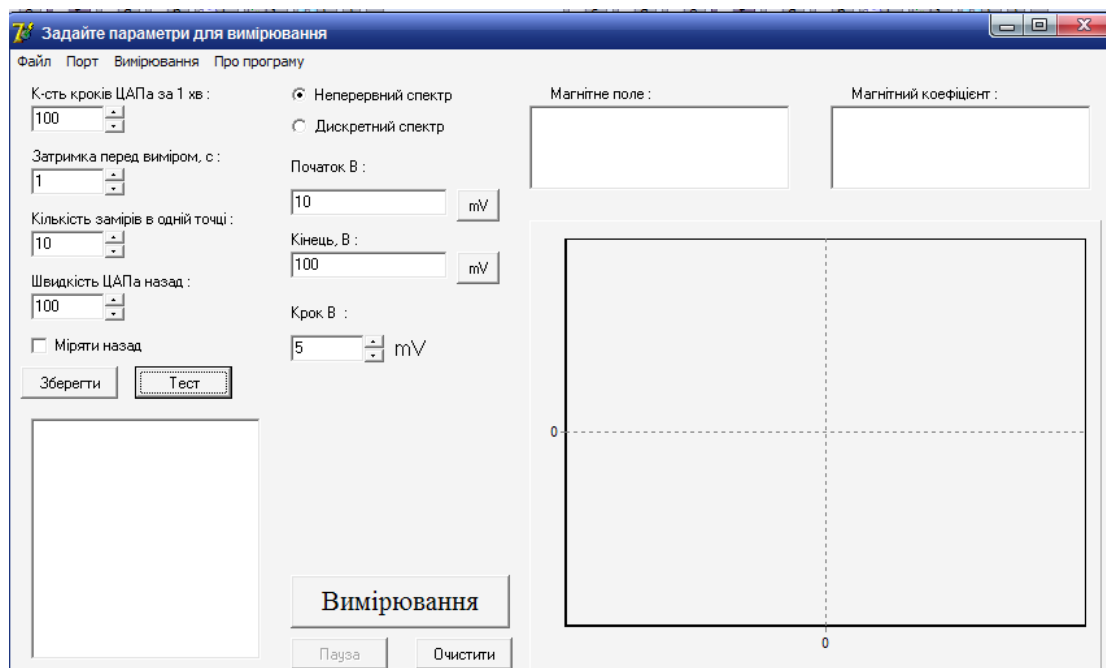 Задайте параметри для вимірювання
Файл Порт Вимірювання Про програму
К-сть кроків ЦАПа за 1 хв :
100
Затримка перед виміром, с :
1
Кількість замірів в одній точці :
10
Швидкість ЦАПа назад :
100
Міряти назад
Зберегти Тест
Неперервний спектр
Дискретний спектр
Початок В :
10 mV
Кінець, В :
100 mV
Крок В :
5 mV
Вимірювання
Пауза Очистити
Магнітне поле :
Магнітний коефіцієнт :
0
0